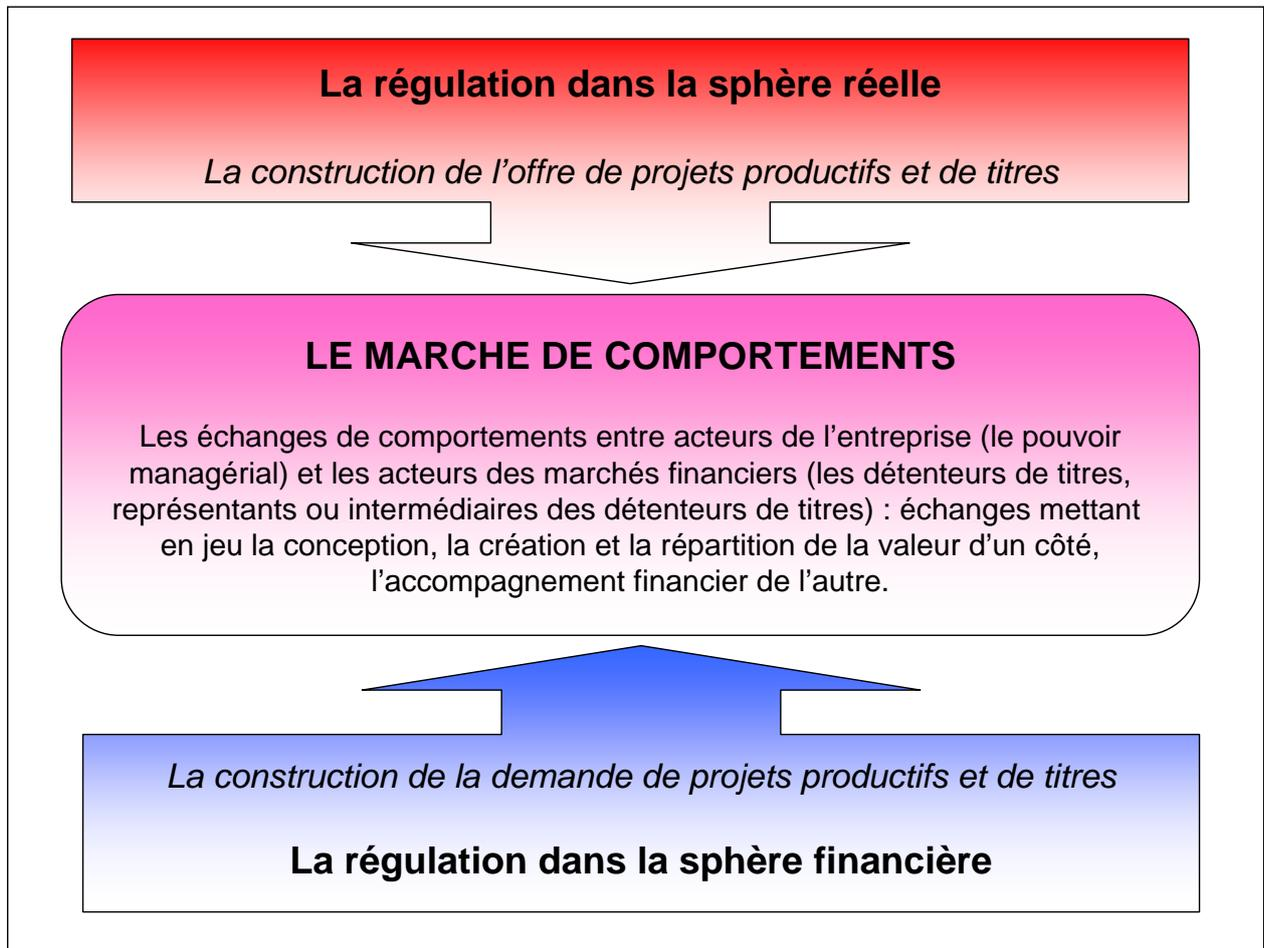 La régulation dans la sphère réelle
La construction de l’offre de projets productifs et de titres
LE MARCHE DE COMPORTEMENTS
Les échanges de comportements entre acteurs de l’entreprise (le pouvoir
managérial) et les acteurs des marchés financiers (les détenteurs de titres,
représentants ou intermédiaires des détenteurs de titres) : échanges mettant
en jeu la conception, la création et la répartition de la valeur d’un côté,
l’accompagnement financier de l’autre.
La construction de la demande de projets productifs et de titres
La régulation dans la sphère financière